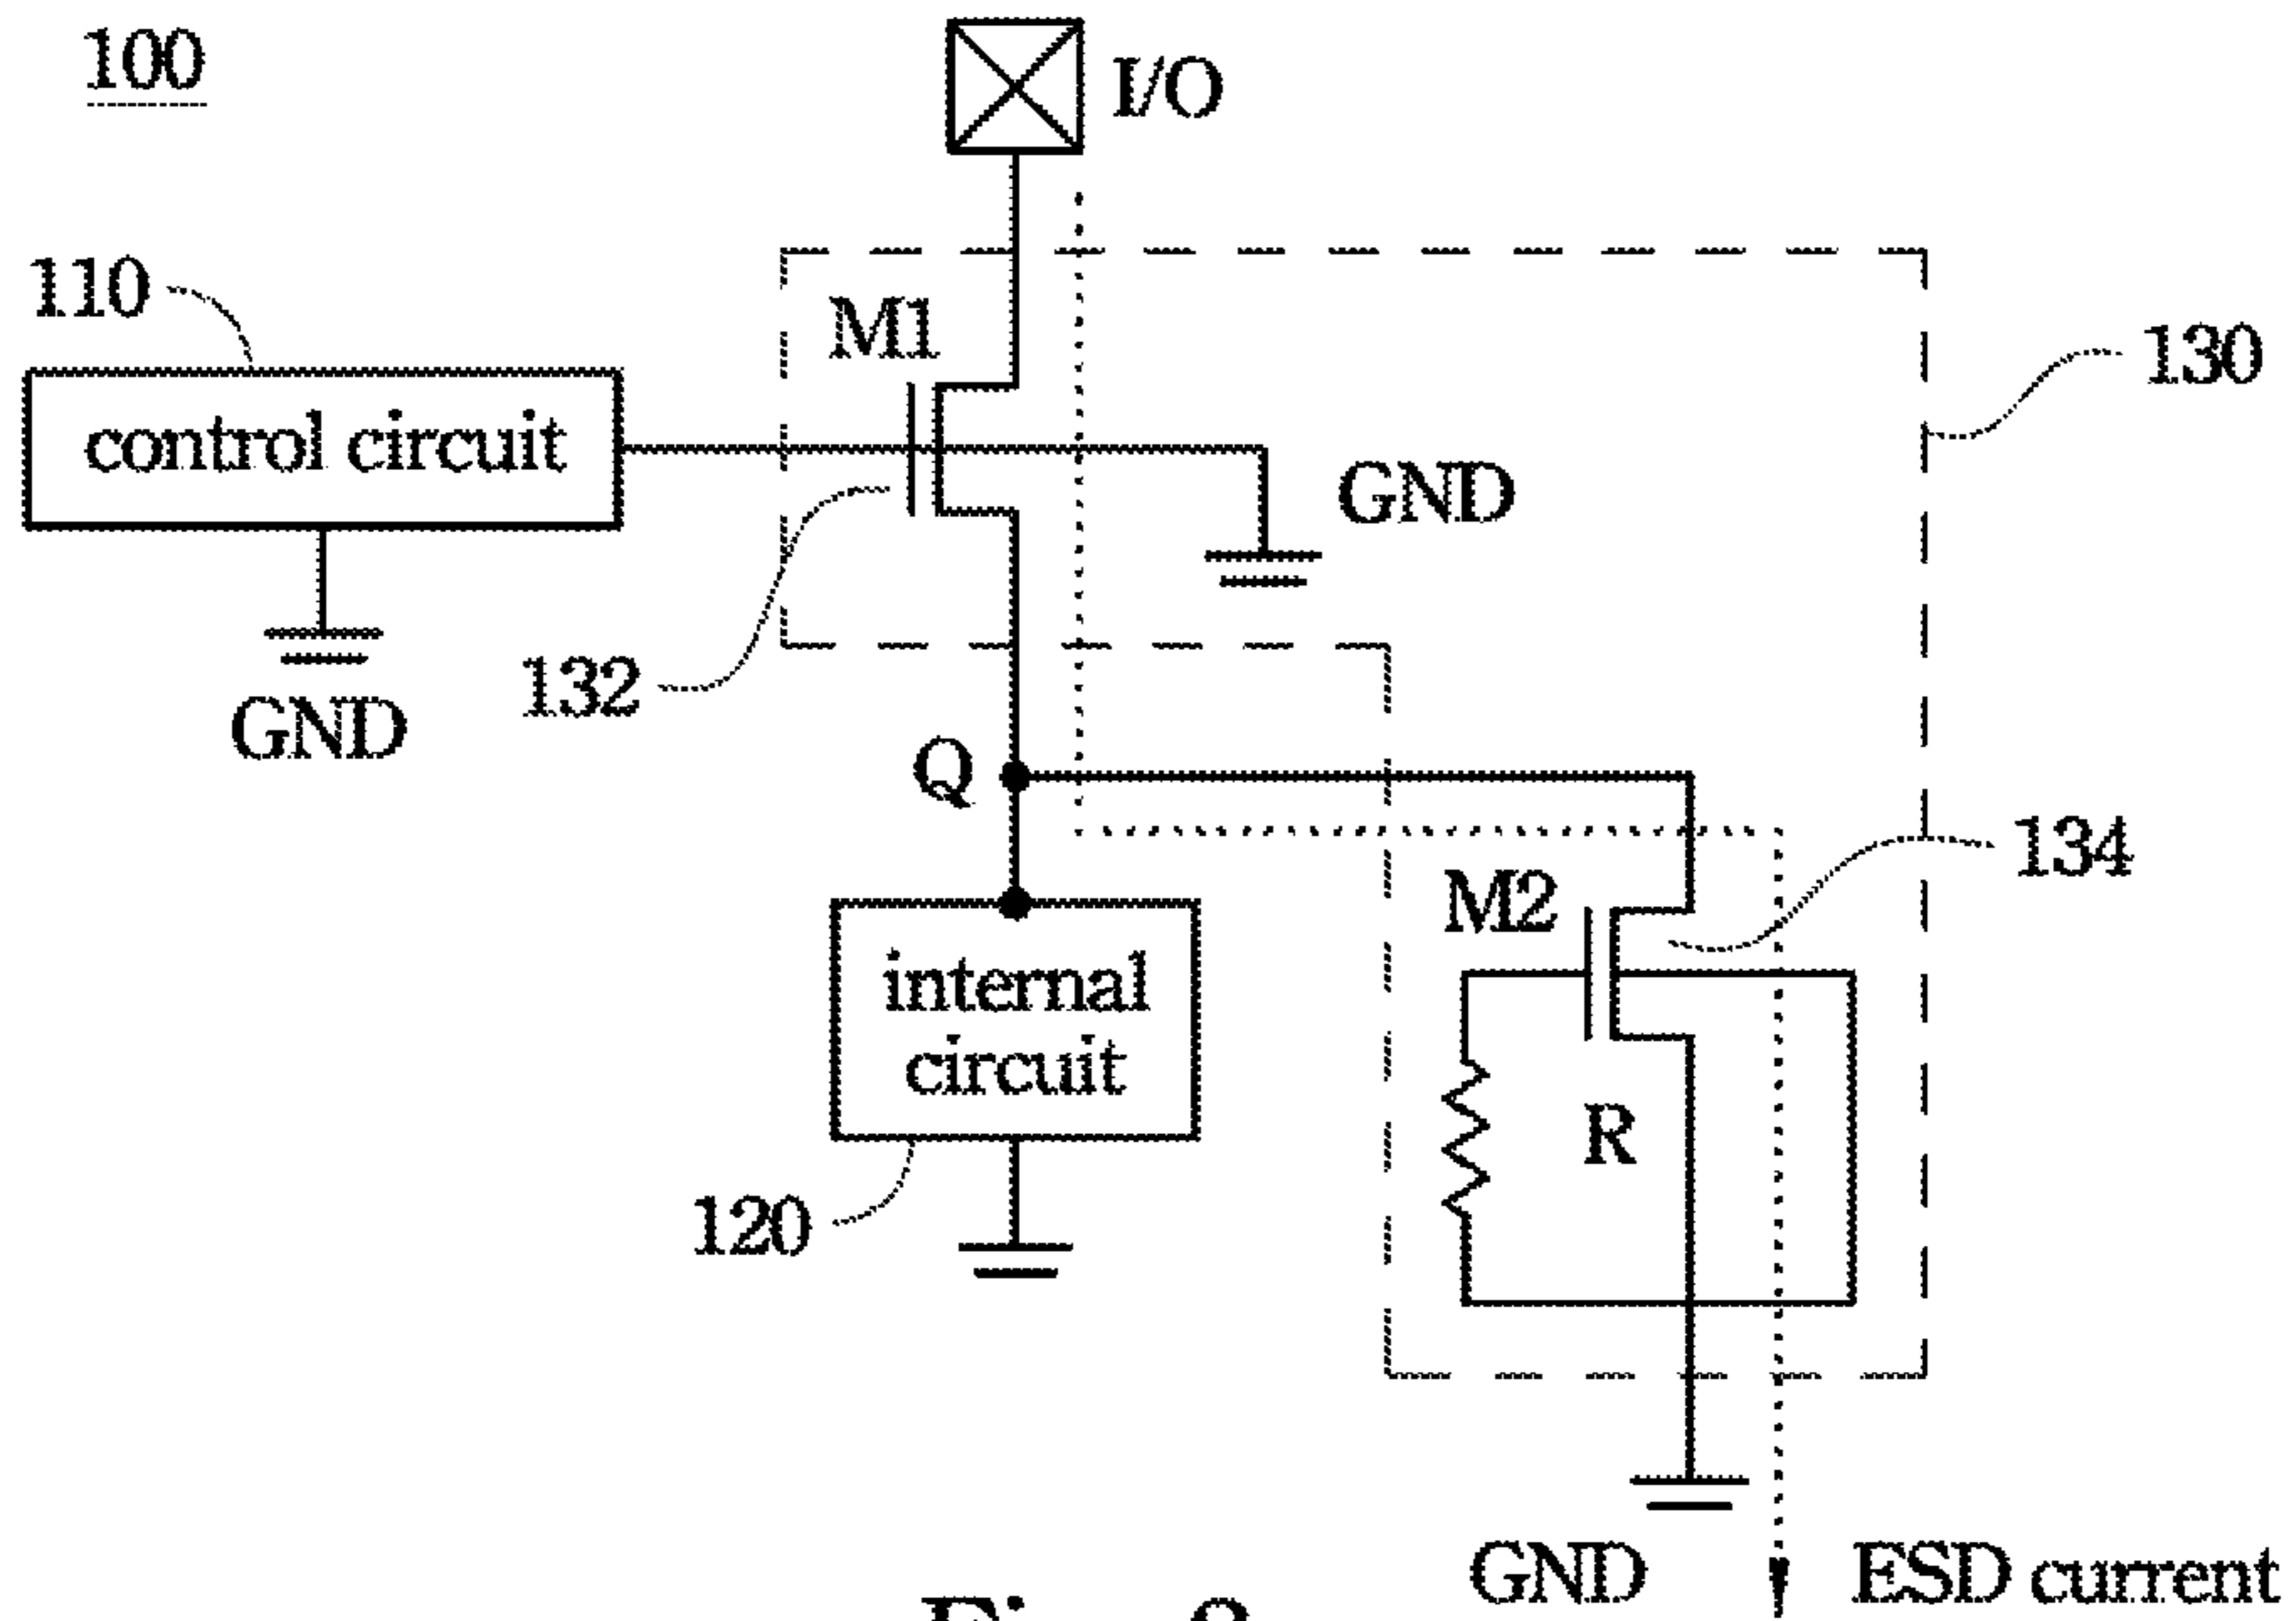 100
I/O
110
M1
130
control circuit
GND
132
GND
Q
134
M2
internal
circuit
R
120
GND
ESD current